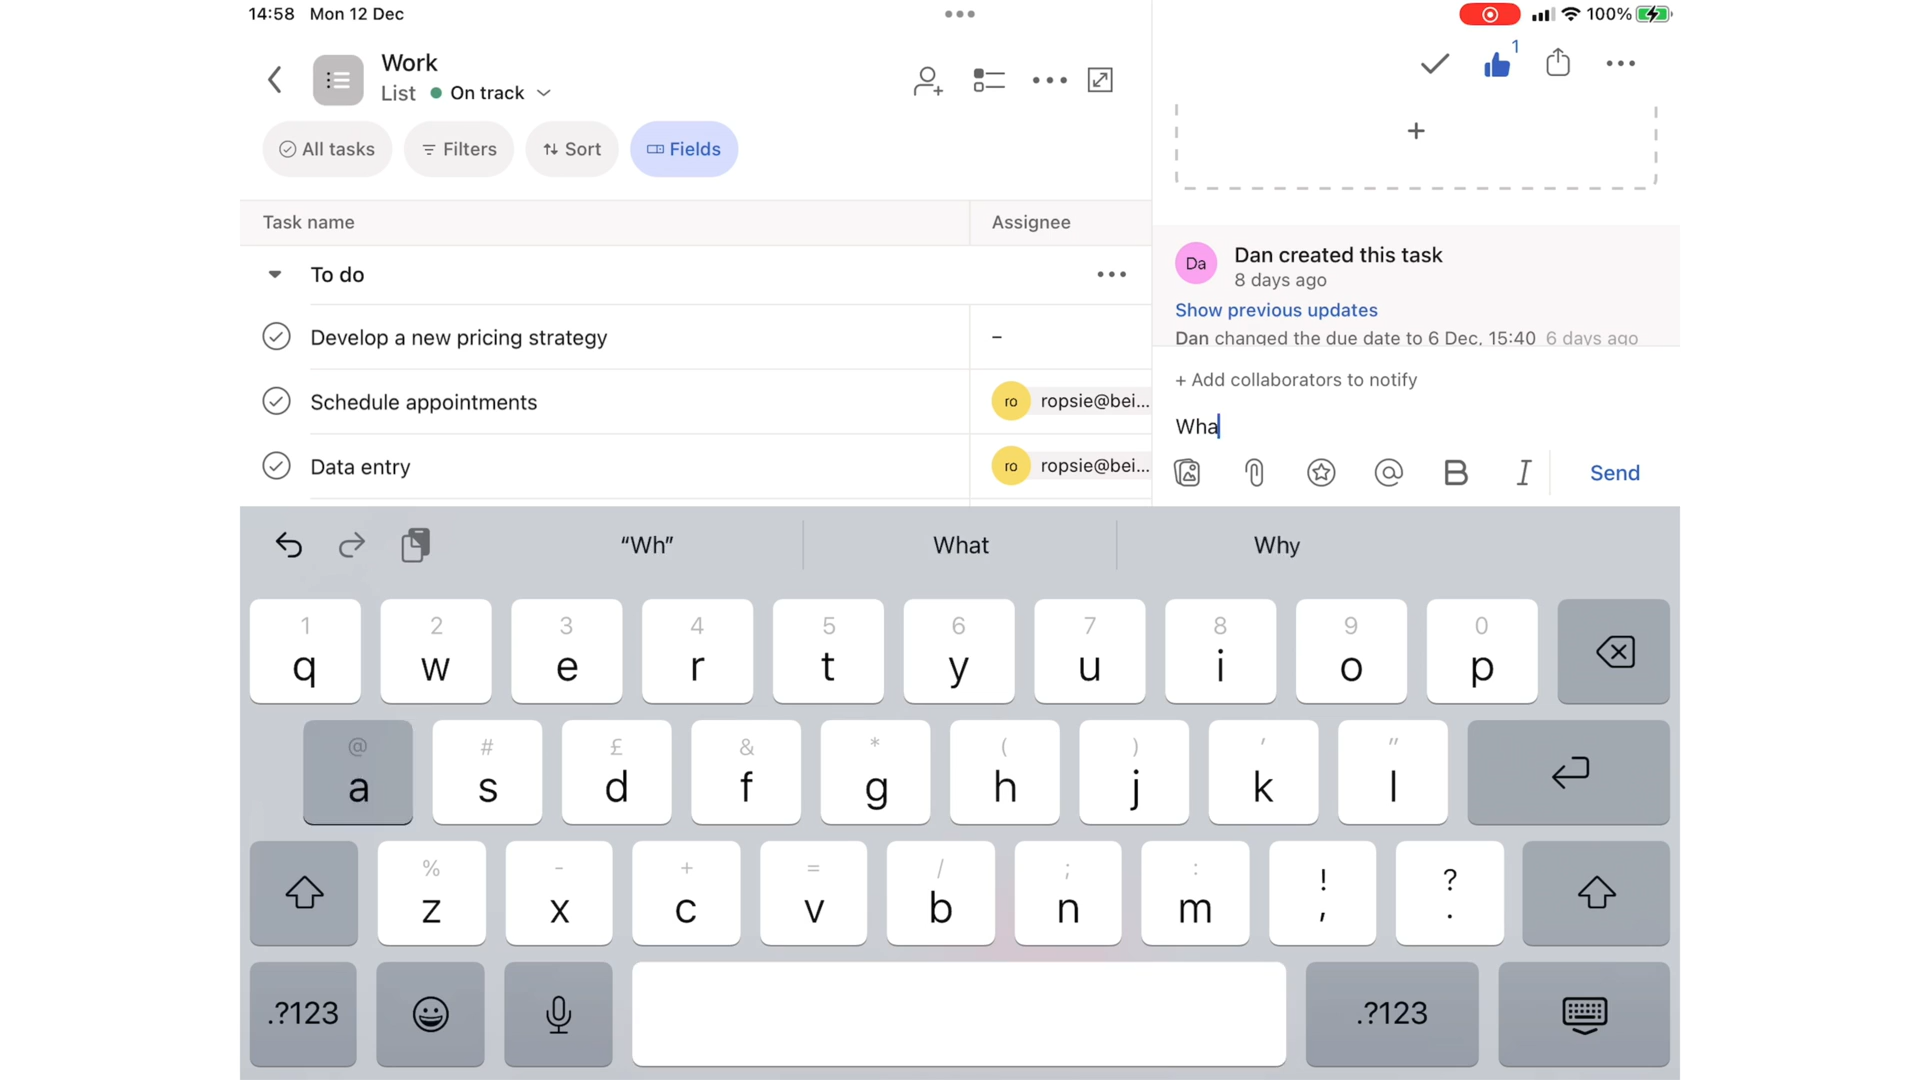 14:58 Mon 12 Dec
100%
Work
List On track
1
All tasks
Filters
Sort
Fields
Task name
Assignee
To do
Develop a new pricing strategy
–
Schedule appointments
ro ropsie@bei...
Data entry
ro ropsie@bei...
+
Da
Dan created this task
8 days ago
Show previous updates
Dan changed the due date to 6 Dec, 15:40 6 days ago
+ Add collaborators to notify
Wha
@ B I Send
“Wh” What Why
1 2 3 4 5 6 7 8 9 0
q w e r t y u i o p
@ # £ & * ( ) ' "
a s d f g h j k l
% - + = / ; : ! ?
z x c v b n m , .
.?123 .?123